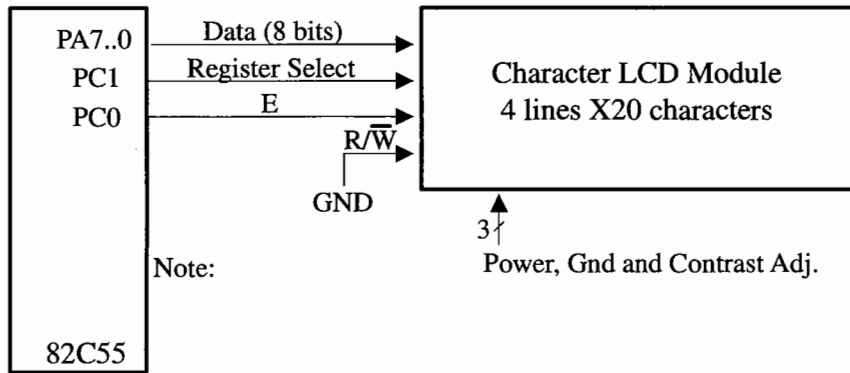 PA7..0
Data (8 bits)
PC1
Register Select
PC0
E
R/W̅
GND
Character LCD Module
4 lines X20 characters
3
Power, Gnd and Contrast Adj.
Note:
82C55